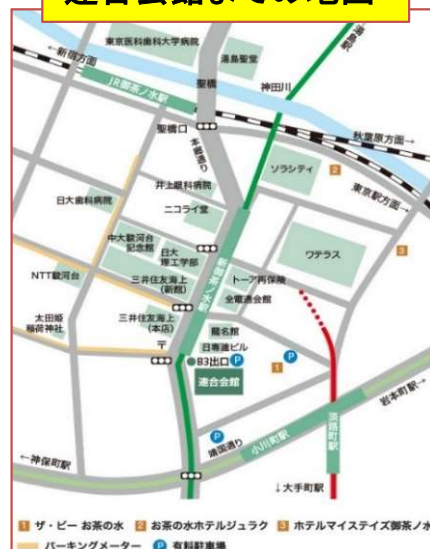 連合会館までの地図
←新宿方面
東京医科歯科大学病院
湯島聖堂
湯島駅
聖橋
神田川
JR御茶ノ水駅
聖橋口
秋葉原方面→
本郷通り
ソラシティ
2
東京駅方面→
井上眼科病院
日大歯科病院
ニコライ堂
3
中大駿河台
記念館
日大
理工学部
新御茶ノ水駅
ワテラス
NTT駿河台
三井住友海上
(新館)
トーア再保険
全電通会館
太田姫
稲荷神社
三井住友海上
(本店)
龍名館
日専連ビル
〒
B3出口
P
P
1
連合会館
岩本町駅→
淡路町駅
P
靖国通り
小川町駅
←神保町駅
↓大手町駅
1 ザ・ビー お茶の水 2 お茶の水ホテルジュラク 3 ホテルマイステイズ御茶ノ水
パーキングメーター P 有料駐車場